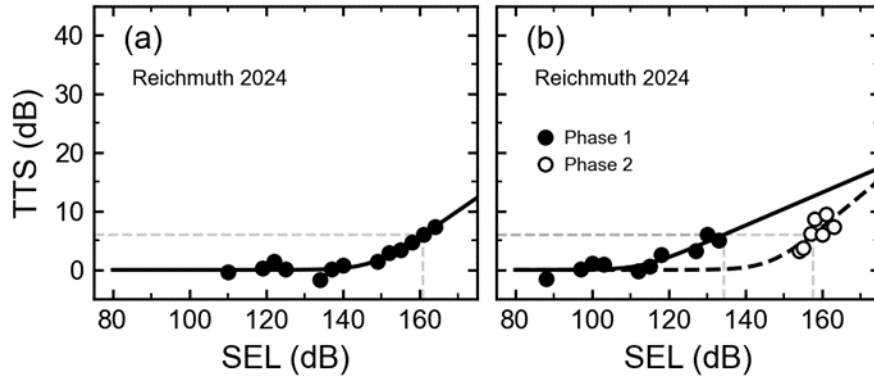 (a)
Reichmuth 2024
TTS (dB)
40
30
20
10
0
80 100 120 140 160
SEL (dB)
(b)
Reichmuth 2024
Phase 1
Phase 2
80 100 120 140 160
SEL (dB)